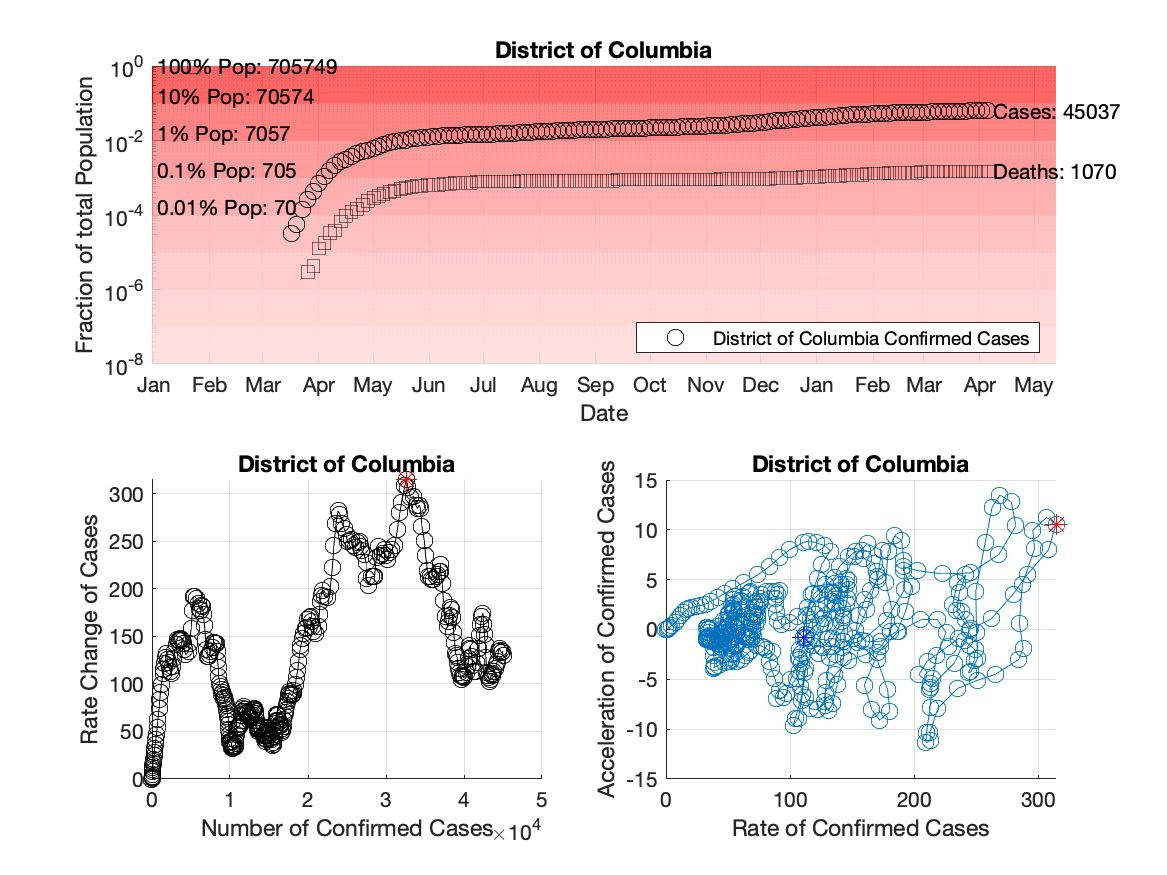 District of Columbia
10^0
10^-2
10^-4
10^-6
10^-8
Fraction of total Population
100% Pop: 705749
10% Pop: 70574
1% Pop: 7057
0.1% Pop: 705
0.01% Pop: 70
Cases: 45037
Deaths: 1070
District of Columbia Confirmed Cases
Jan Feb Mar Apr May Jun Jul Aug Sep Oct Nov Dec Jan Feb Mar Apr May
Date
District of Columbia
300
250
200
150
100
50
0
Rate Change of Cases
0 1 2 3 4 5
Number of Confirmed Cases
×10^4
District of Columbia
15
10
5
0
-5
-10
-15
Acceleration of Confirmed Cases
0 100 200 300
Rate of Confirmed Cases